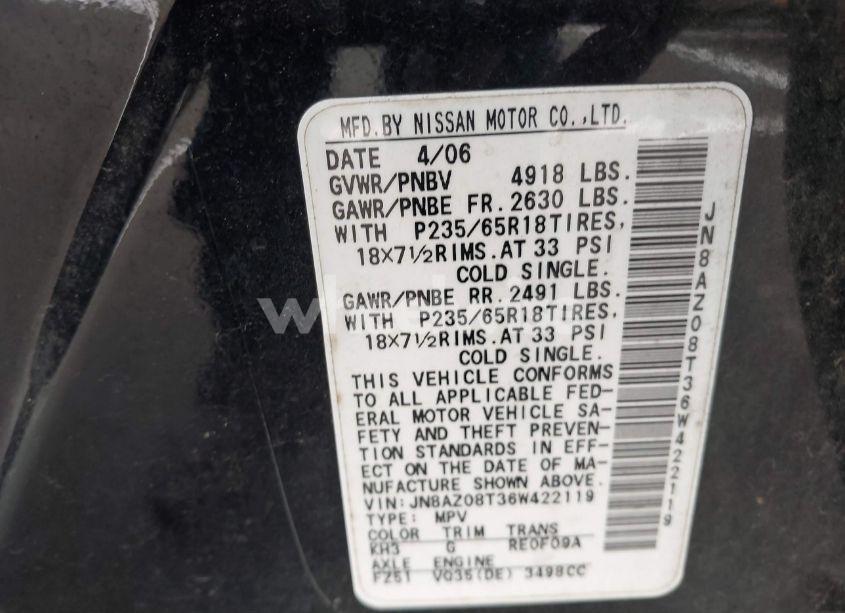 MFD.BY NISSAN MOTOR CO.,LTD.
DATE 4/06
GVWR/PNBV 4918 LBS.
GAWR/PNBE FR.2630 LBS.
WITH P235/65R18TIRES,
18X7½RIMS.AT 33 PSI
COLD SINGLE.
GAWR/PNBE RR.2491 LBS.
WITH P235/65R18TIRES,
18X7½RIMS.AT 33 PSI
COLD SINGLE.
THIS VEHICLE CONFORMS
TO ALL APPLICABLE FED-
ERAL MOTOR VEHICLE SA-
FETY AND THEFT PREVEN-
TION STANDARDS IN EFF-
ECT ON THE DATE OF MA-
NUFACTURE SHOWN ABOVE.
VIN:JN8AZ08T36W422119
TYPE: MPV
COLOR TRIM TRANS
KH3 G RE0F09A
AXLE ENGINE
FZ51 VQ35(DE) 3498CC
JN8AZ08T36W422119